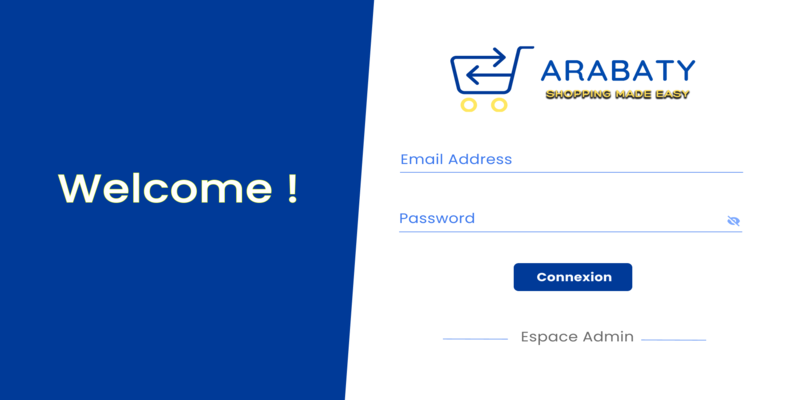 Welcome !
ARABATY
SHOPPING MADE EASY
Email Address
Password
Connexion
Espace Admin